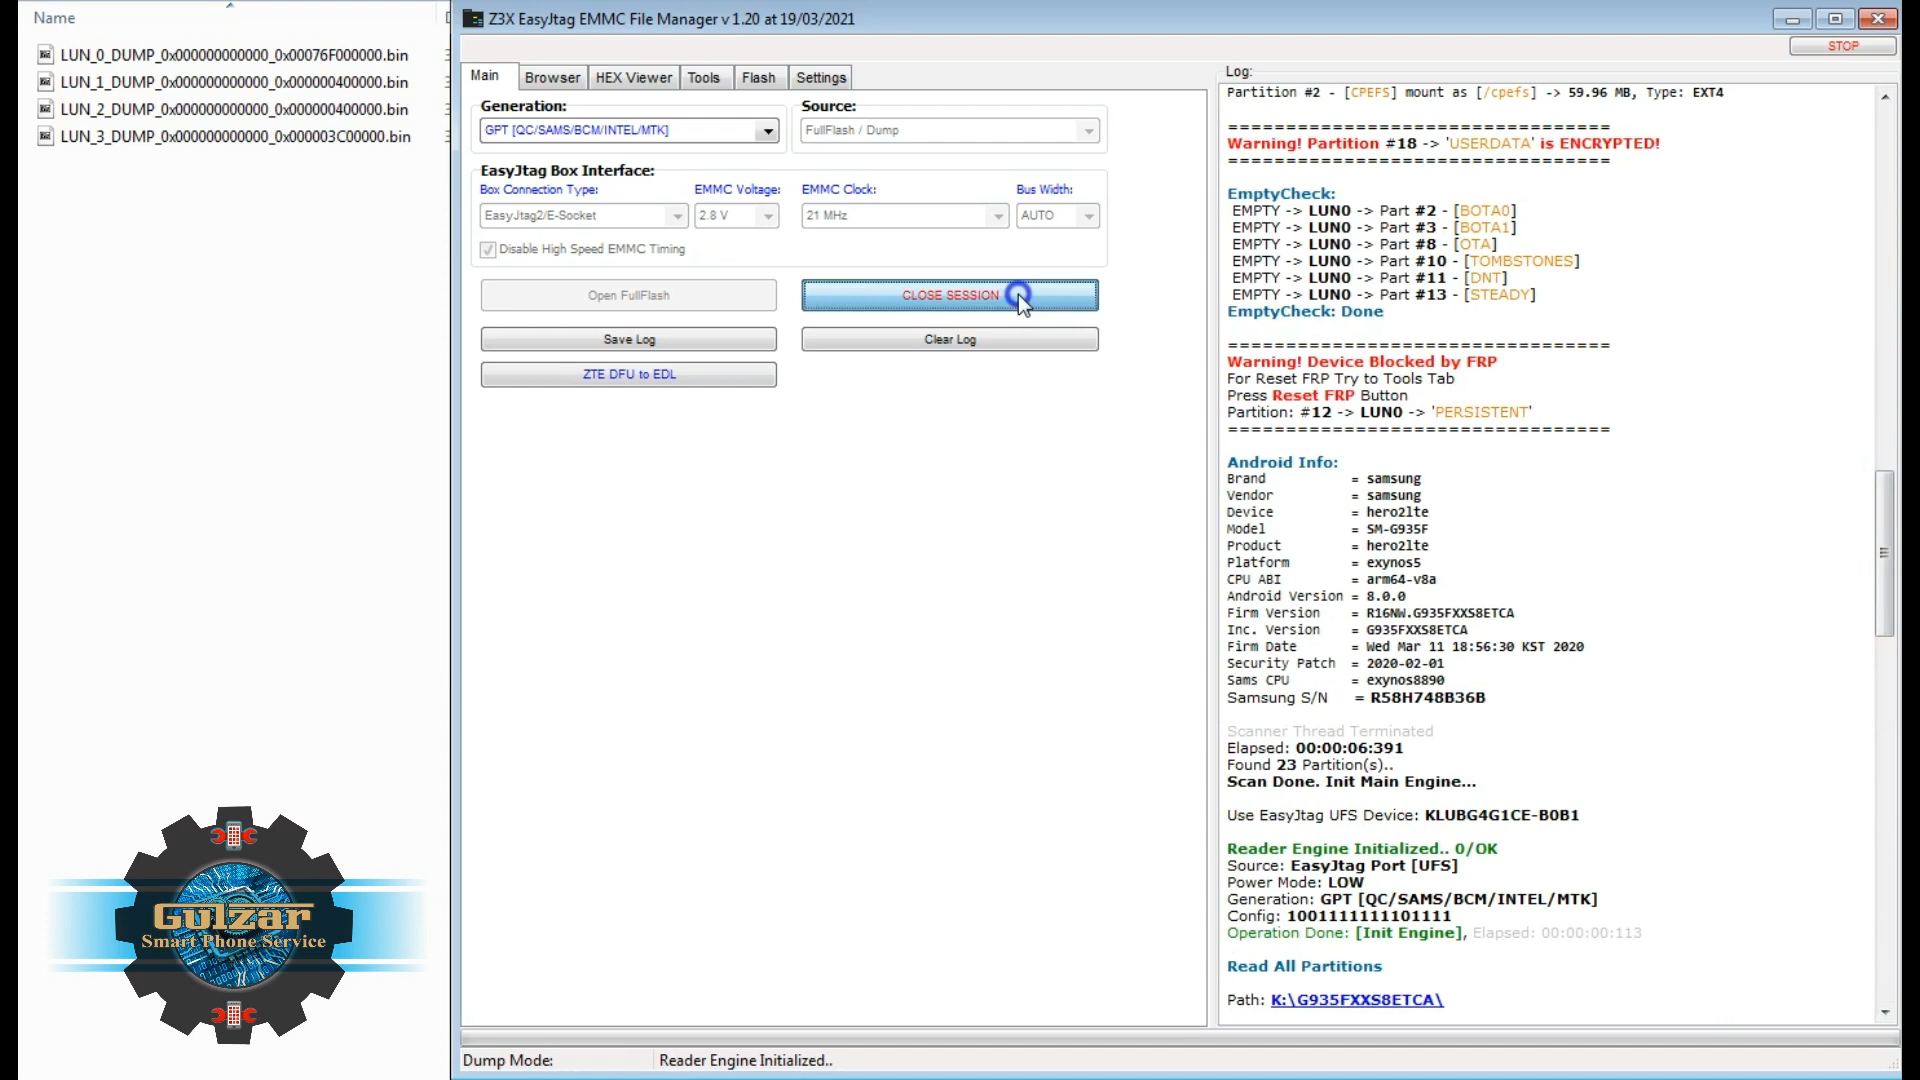 Name
LUN_0_DUMP_0x000000000000_0x00076F000000.bin
LUN_1_DUMP_0x000000000000_0x000000400000.bin
LUN_2_DUMP_0x000000000000_0x000000400000.bin
LUN_3_DUMP_0x000000000000_0x000003C00000.bin
Gulzar
Smart Phone Service
Z3X EasyJtag EMMC File Manager v 1.20 at 19/03/2021
STOP
Main
Browser
HEX Viewer
Tools
Flash
Settings
Generation:
GPT [QC/SAMS/BCM/INTEL/MTK]
Source:
FullFlash / Dump
EasyJtag Box Interface:
Box Connection Type:
EMMC Voltage:
EMMC Clock:
Bus Width:
EasyJtag2/E-Socket
2.8 V
21 MHz
AUTO
Disable High Speed EMMC Timing
Open FullFlash
CLOSE SESSION
Save Log
Clear Log
ZTE DFU to EDL
Log:
Partition #2 - [CPEFS] mount as [/cpefs] -> 59.96 MB, Type: EXT4
=================================
Warning! Partition #18 -> 'USERDATA' is ENCRYPTED!
=================================
EmptyCheck:
EMPTY -> LUN0 -> Part #2 - [BOTA0]
EMPTY -> LUN0 -> Part #3 - [BOTA1]
EMPTY -> LUN0 -> Part #8 - [OTA]
EMPTY -> LUN0 -> Part #10 - [TOMBSTONES]
EMPTY -> LUN0 -> Part #11 - [DNT]
EMPTY -> LUN0 -> Part #13 - [STEADY]
EmptyCheck: Done
=================================
Warning! Device Blocked by FRP
For Reset FRP Try to Tools Tab
Press Reset FRP Button
Partition: #12 -> LUN0 -> 'PERSISTENT'
=================================
Android Info:
Brand = samsung
Vendor = samsung
Device = hero2lte
Model = SM-G935F
Product = hero2lte
Platform = exynos5
CPU ABI = arm64-v8a
Android Version = 8.0.0
Firm Version = R16NW.G935FXXS8ETCA
Inc. Version = G935FXXS8ETCA
Firm Date = Wed Mar 11 18:56:30 KST 2020
Security Patch = 2020-02-01
Sams CPU = exynos8890
Samsung S/N = R58H748B36B
Scanner Thread Terminated
Elapsed: 00:00:06:391
Found 23 Partition(s)..
Scan Done. Init Main Engine...
Use EasyJtag UFS Device: KLUBG4G1CE-B0B1
Reader Engine Initialized.. 0/OK
Source: EasyJtag Port [UFS]
Power Mode: LOW
Generation: GPT [QC/SAMS/BCM/INTEL/MTK]
Config: 1001111111101111
Operation Done: [Init Engine], Elapsed: 00:00:00:113
Read All Partitions
Path: K:\G935FXXS8ETCA\
Dump Mode:
Reader Engine Initialized..